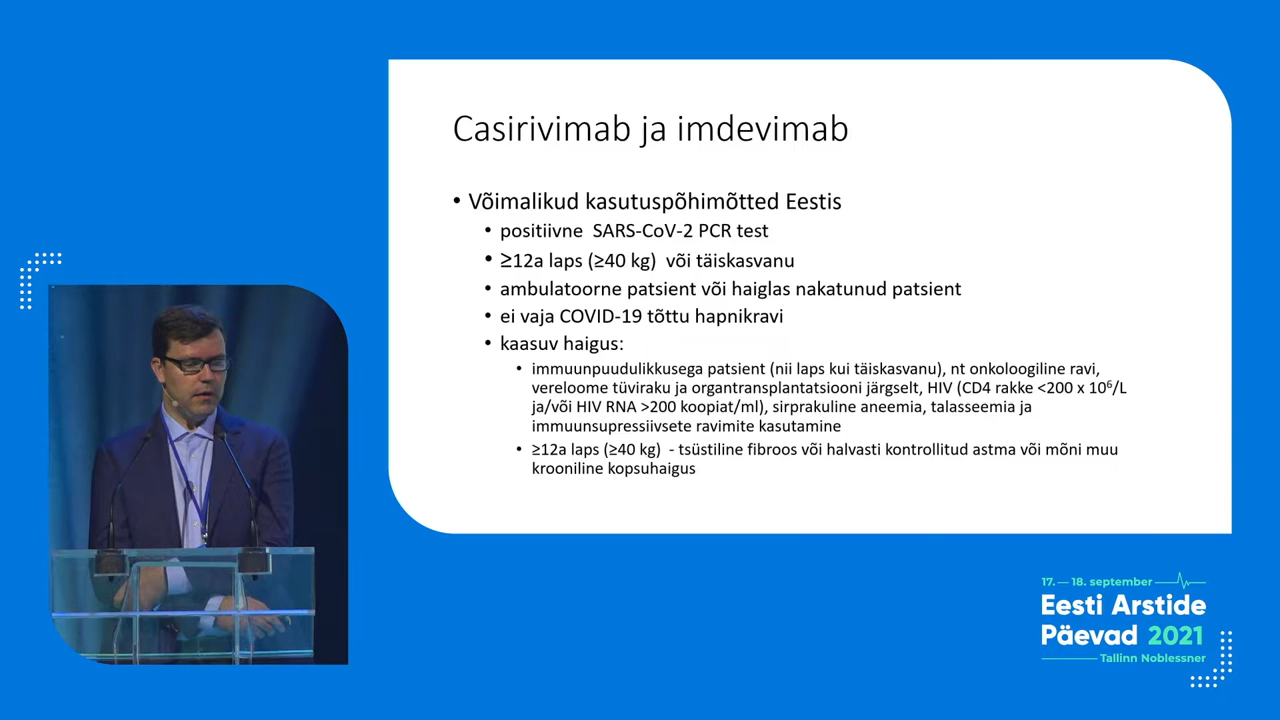 Casirivimab ja imdevimab
• Võimalikud kasutuspõhimõtted Eestis
• positiivne SARS-CoV-2 PCR test
• ≥12a laps (≥40 kg) või täiskasvanu
• ambulatoorne patsient või haiglas nakatunud patsient
• ei vaja COVID-19 tõttu hapnikravi
• kaasuv haigus:
• immuunpuudulikkusega patsient (nii laps kui täiskasvanu), nt onkoloogiline ravi,
vereloome tüviraku ja organtransplantatsiooni järgselt, HIV (CD4 rakke <200 x 10⁶/L
ja/või HIV RNA >200 koopiat/ml), sirprakuline aneemia, talasseemia ja
immuunsupressiivsete ravimite kasutamine
• ≥12a laps (≥40 kg) - tsüstiline fibroos või halvasti kontrollitud astma või mõni muu
krooniline kopsuhaigus
17. — 18. september
Eesti Arstide
Päevad 2021
Tallinn Noblessner